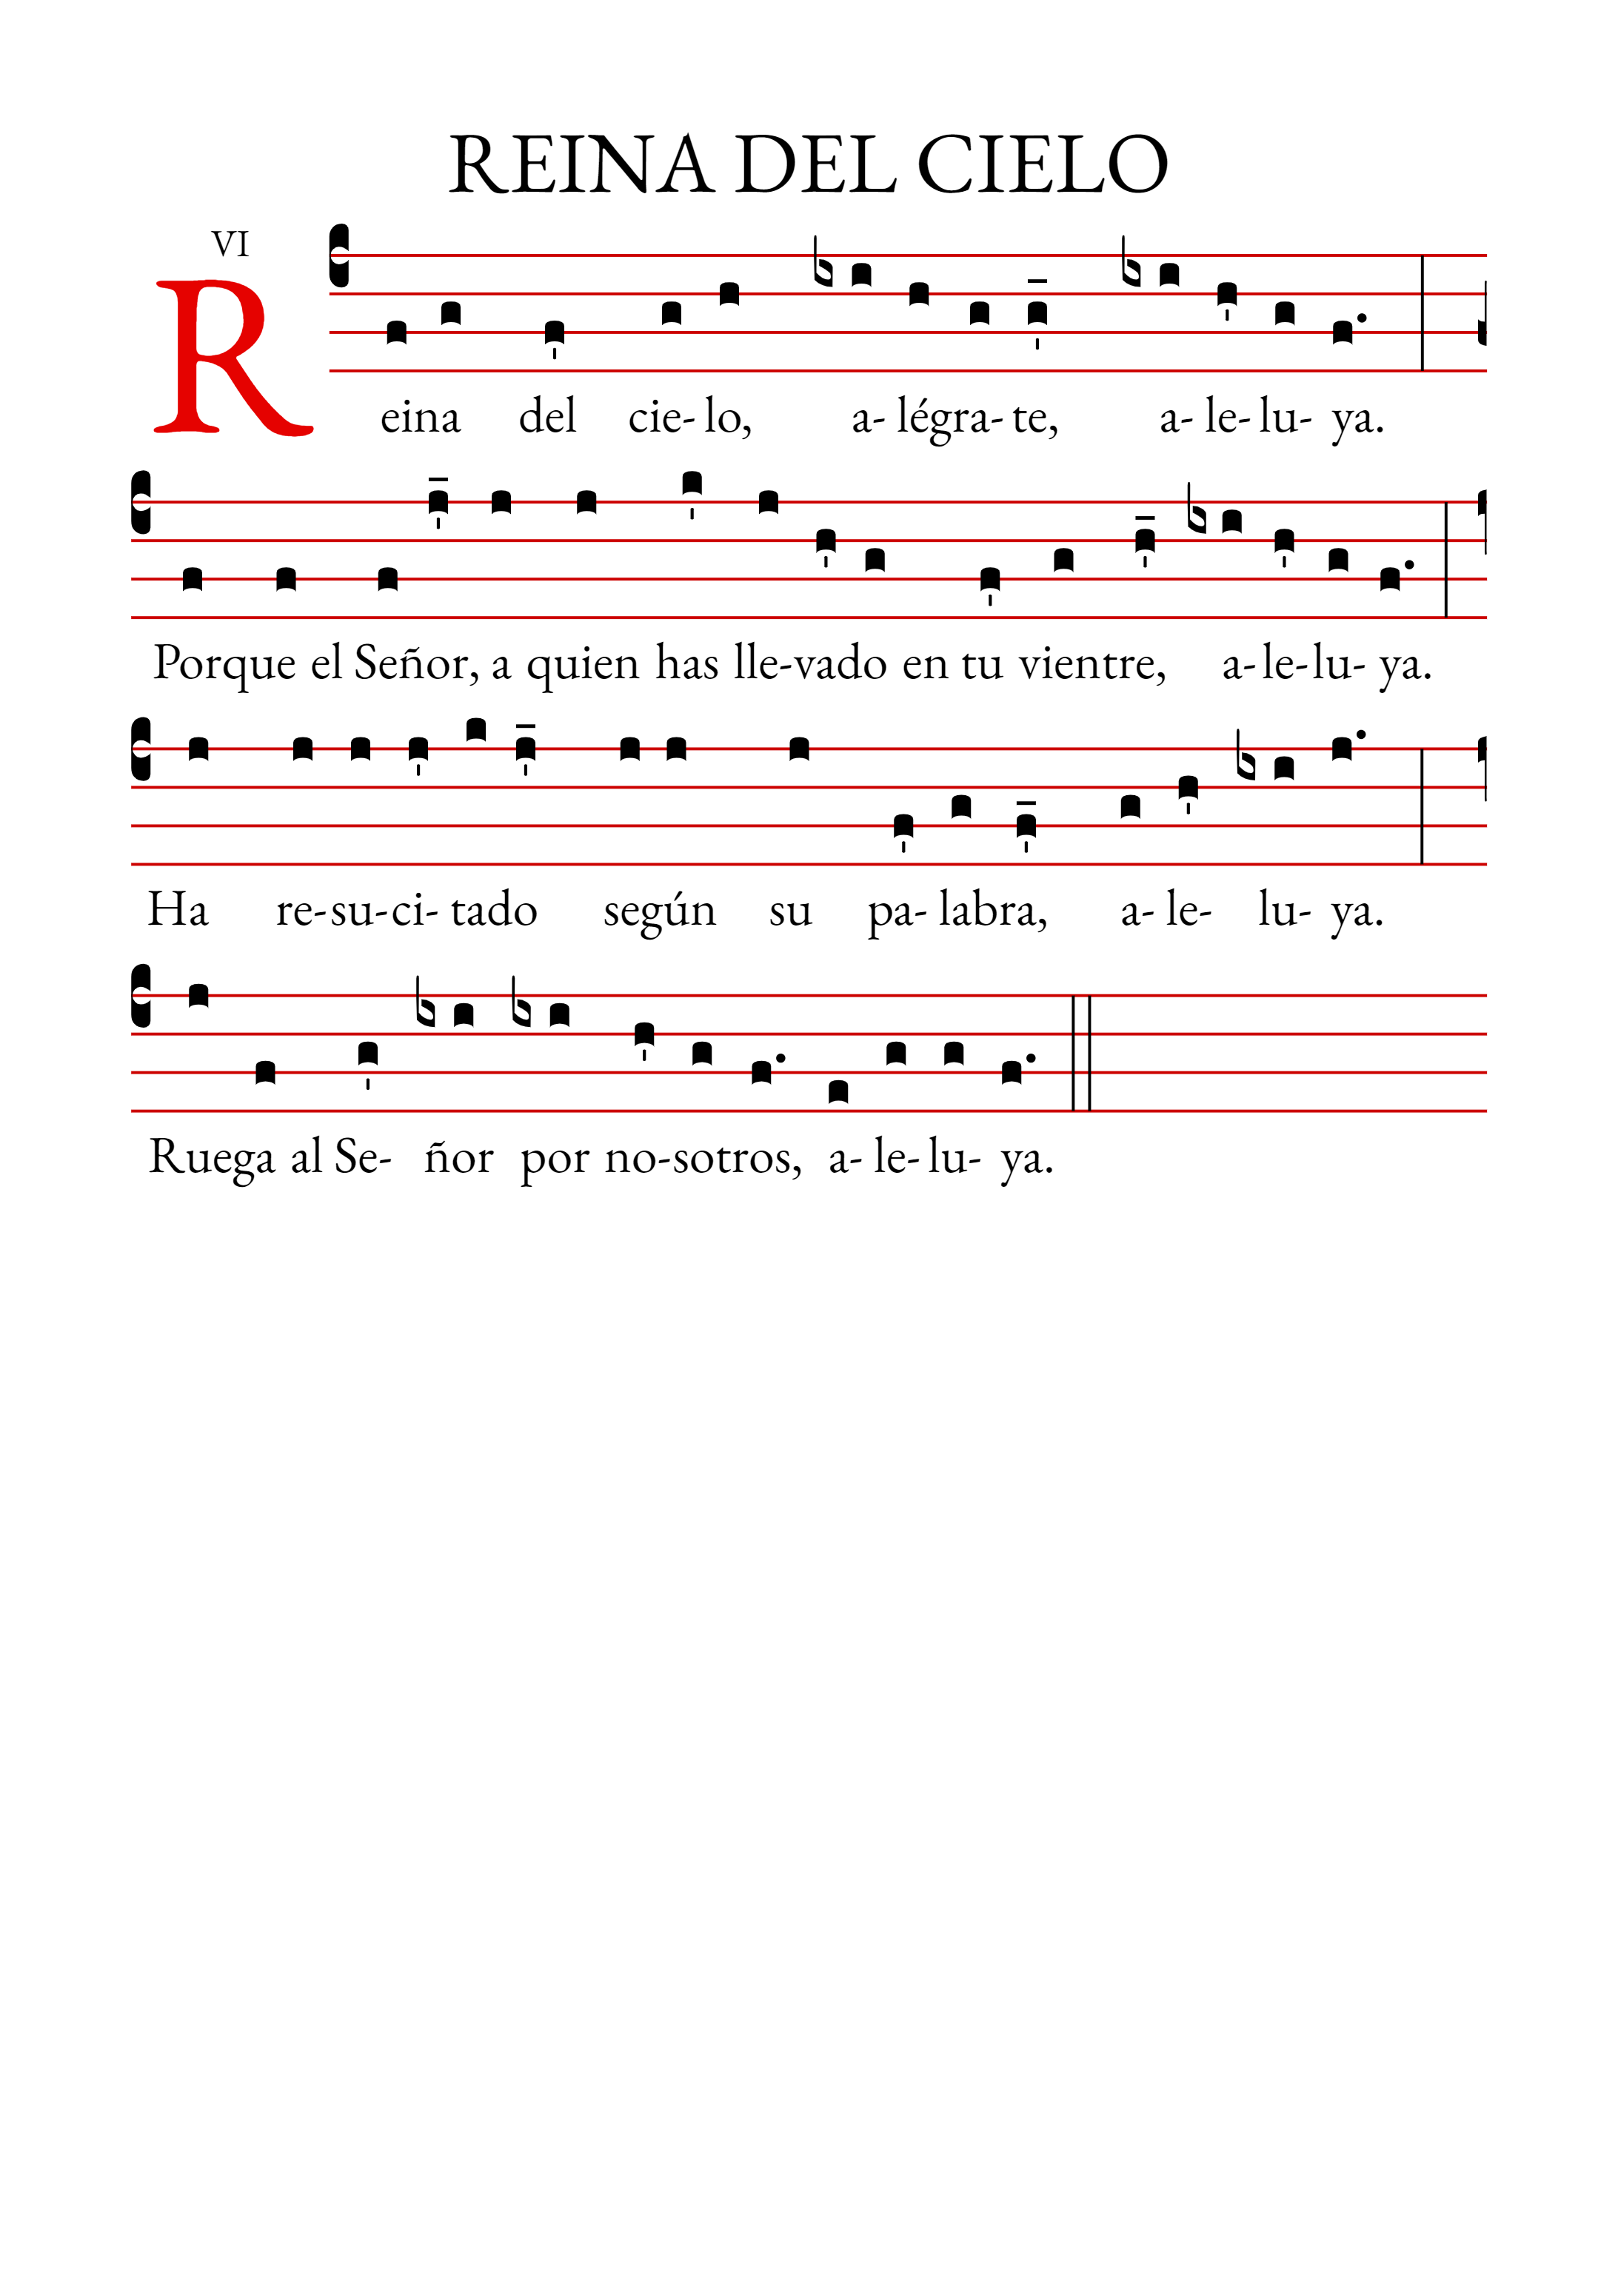 REINA DEL CIELO
VI
Reina del cie- lo, a- légra- te, a- le- lu- ya.
Porque el Señor, a quien has lle-vado en tu vientre, a-le-lu- ya.
Ha re-su-ci- tado según su pa- labra, a- le- lu- ya.
Ruega al Se- ñor por no-sotros, a- le- lu- ya.